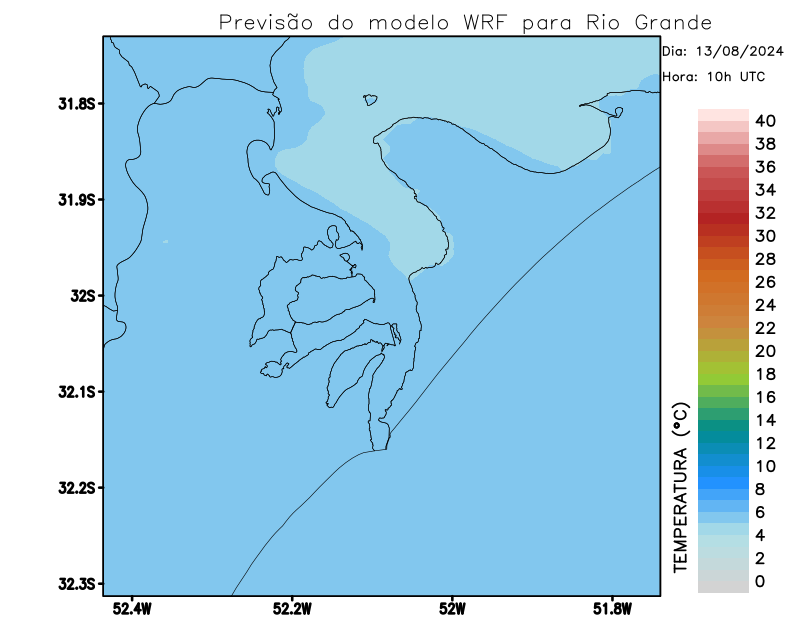 Previsão do modelo WRF para Rio Grande
Dia: 13/08/2024
Hora: 10h UTC
31.8S
31.9S
32S
32.1S
32.2S
32.3S
52.4W
52.2W
52W
51.8W
TEMPERATURA (°C)
40
38
36
34
32
30
28
26
24
22
20
18
16
14
12
10
8
6
4
2
0